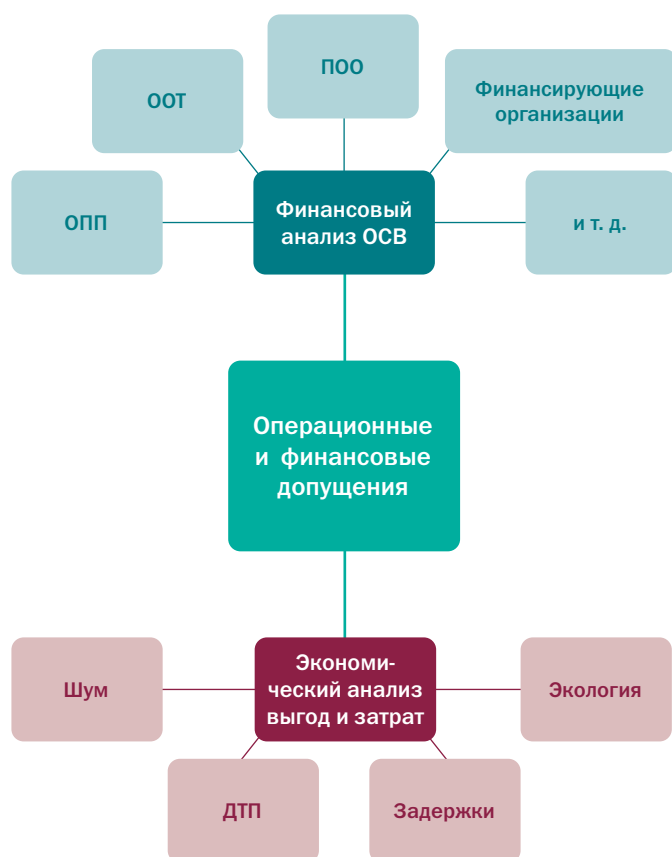 ПОО
ООТ
Финансирующие
организации
ОПП
Финансовый
анализ ОСВ
и т. д.
Операционные
и финансовые
допущения
Шум
Экономи-
ческий анализ
выгод и затрат
Экология
ДТП
Задержки